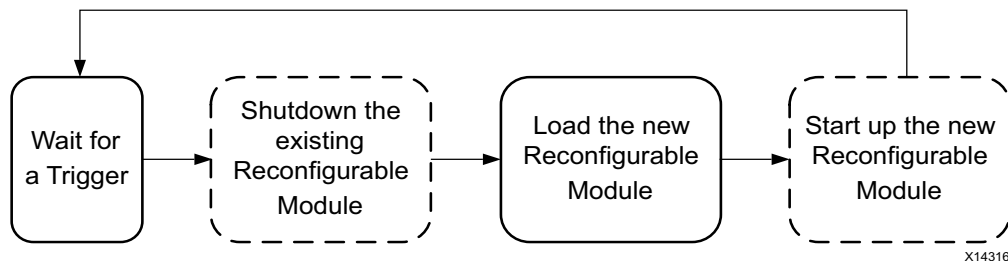 Wait for
a Trigger
Shutdown the
existing
Reconfigurable
Module
Load the new
Reconfigurable
Module
Start up the new
Reconfigurable
Module
X14316